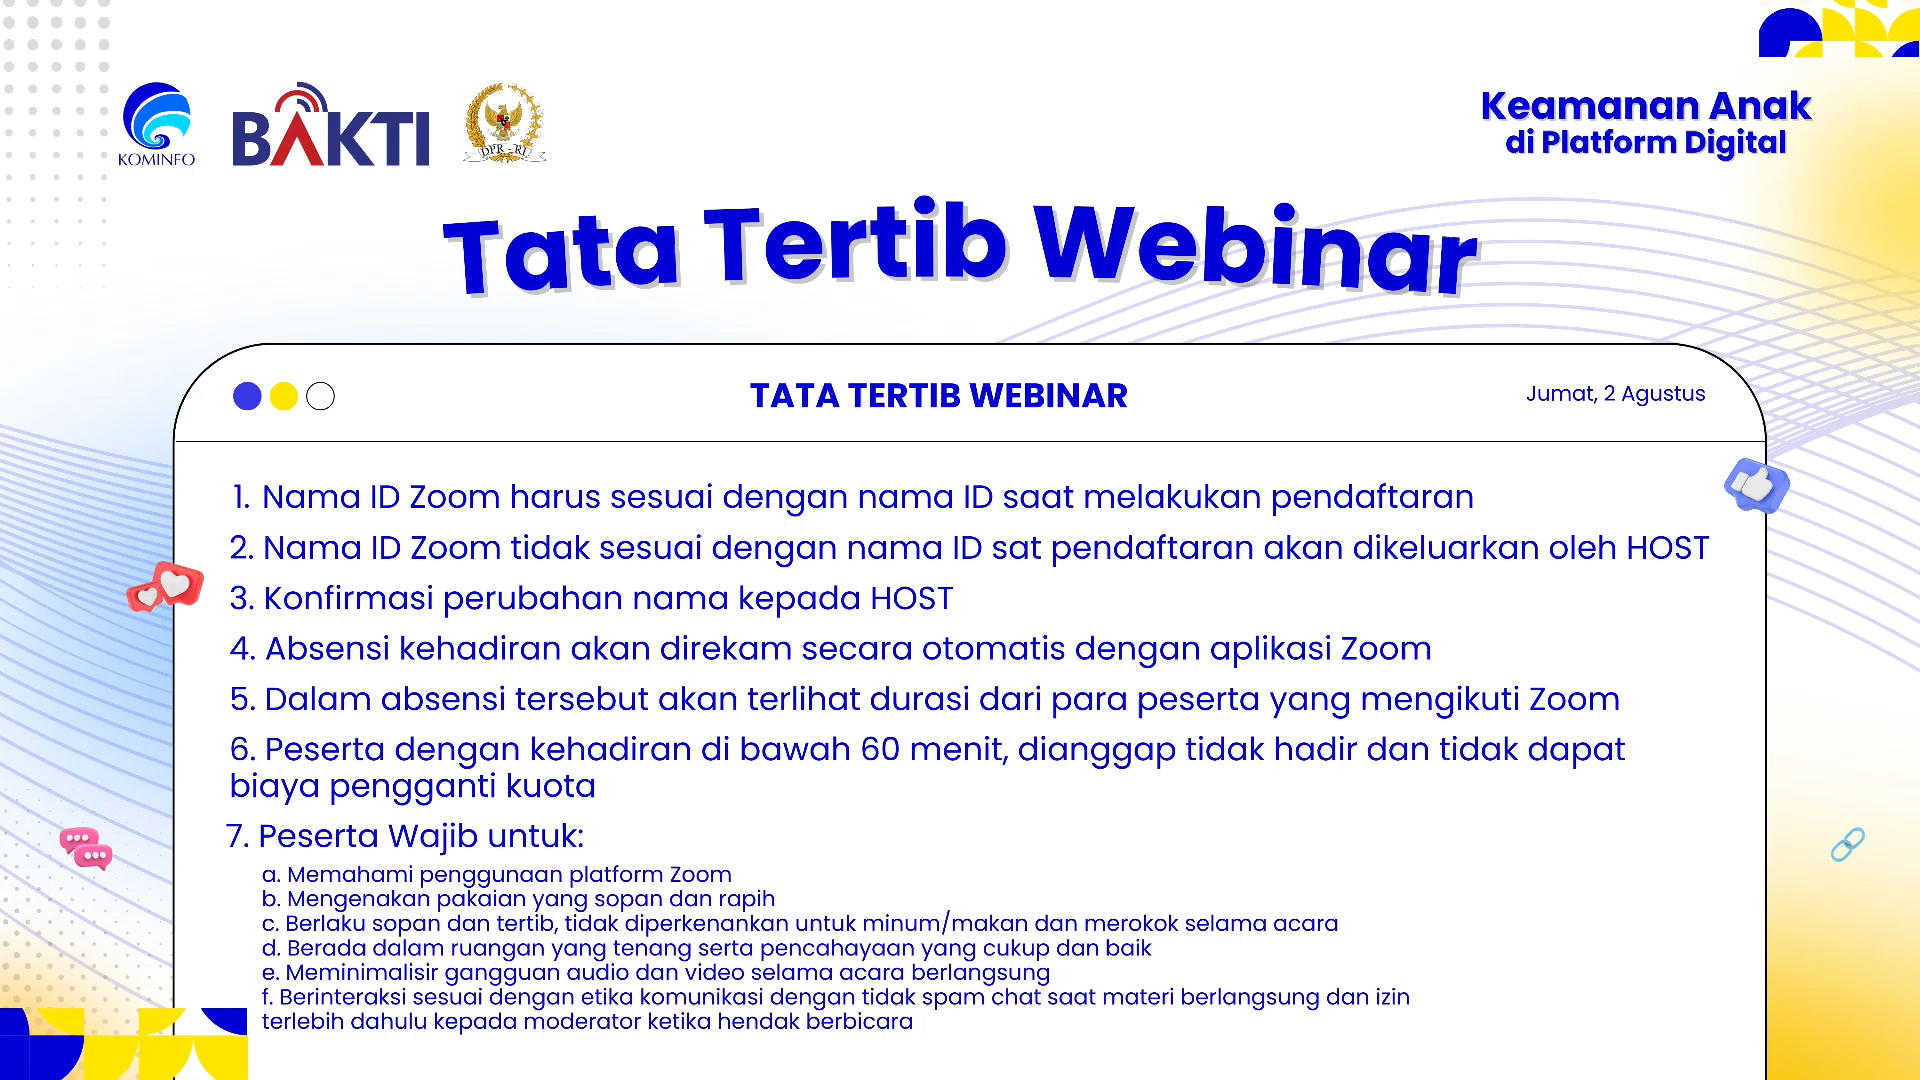 KOMINFO
BAKTI
DPR - RI
Keamanan Anak
di Platform Digital
Tata Tertib Webinar
TATA TERTIB WEBINAR
Jumat, 2 Agustus
1. Nama ID Zoom harus sesuai dengan nama ID saat melakukan pendaftaran
2. Nama ID Zoom tidak sesuai dengan nama ID sat pendaftaran akan dikeluarkan oleh HOST
3. Konfirmasi perubahan nama kepada HOST
4. Absensi kehadiran akan direkam secara otomatis dengan aplikasi Zoom
5. Dalam absensi tersebut akan terlihat durasi dari para peserta yang mengikuti Zoom
6. Peserta dengan kehadiran di bawah 60 menit, dianggap tidak hadir dan tidak dapat
biaya pengganti kuota
7. Peserta Wajib untuk:
a. Memahami penggunaan platform Zoom
b. Mengenakan pakaian yang sopan dan rapih
c. Berlaku sopan dan tertib, tidak diperkenankan untuk minum/makan dan merokok selama acara
d. Berada dalam ruangan yang tenang serta pencahayaan yang cukup dan baik
e. Meminimalisir gangguan audio dan video selama acara berlangsung
f. Berinteraksi sesuai dengan etika komunikasi dengan tidak spam chat saat materi berlangsung dan izin
terlebih dahulu kepada moderator ketika hendak berbicara